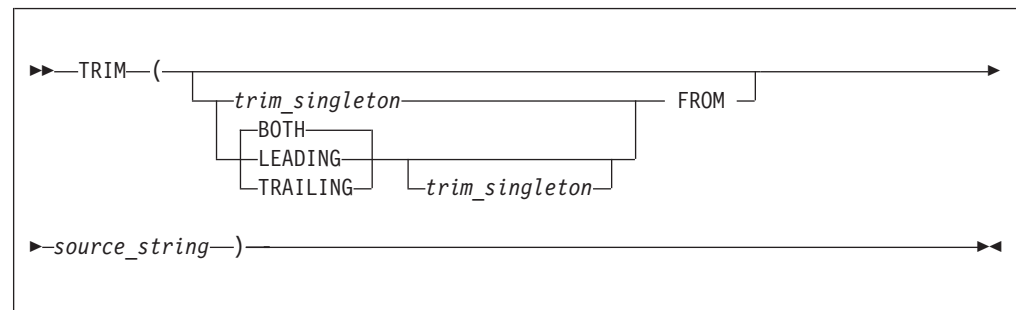 TRIM (
trim_singleton FROM
BOTH
LEADING
TRAILING trim_singleton
source_string )